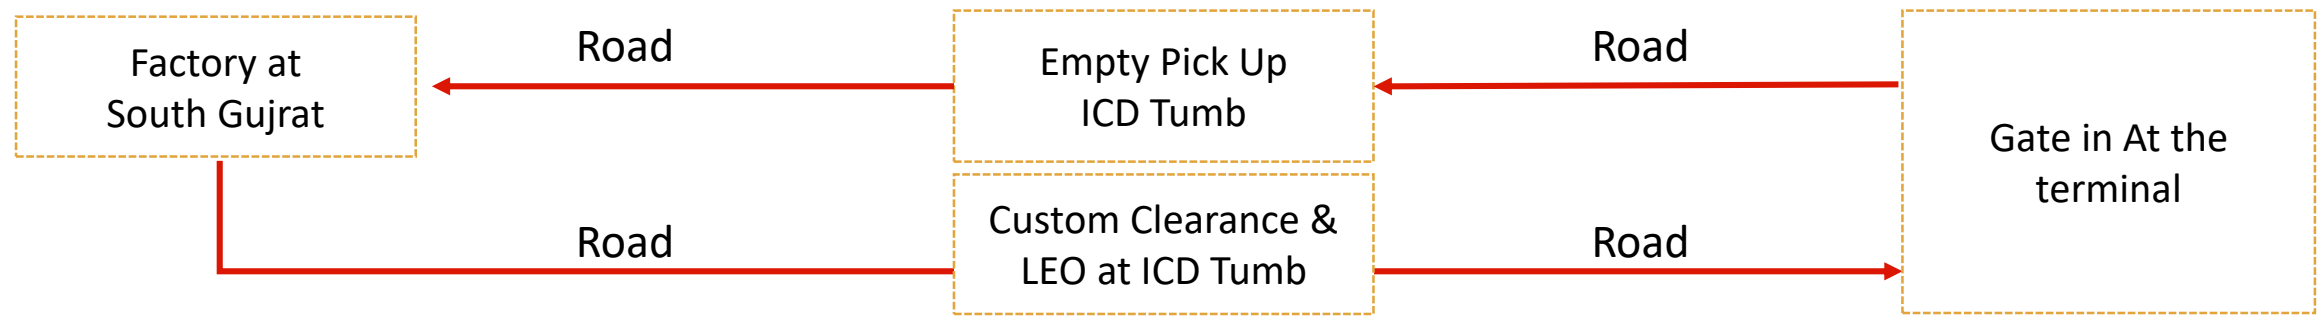 Factory at
South Gujrat
Road
Empty Pick Up
ICD Tumb
Road
Gate in At the
terminal
Road
Custom Clearance &
LEO at ICD Tumb
Road